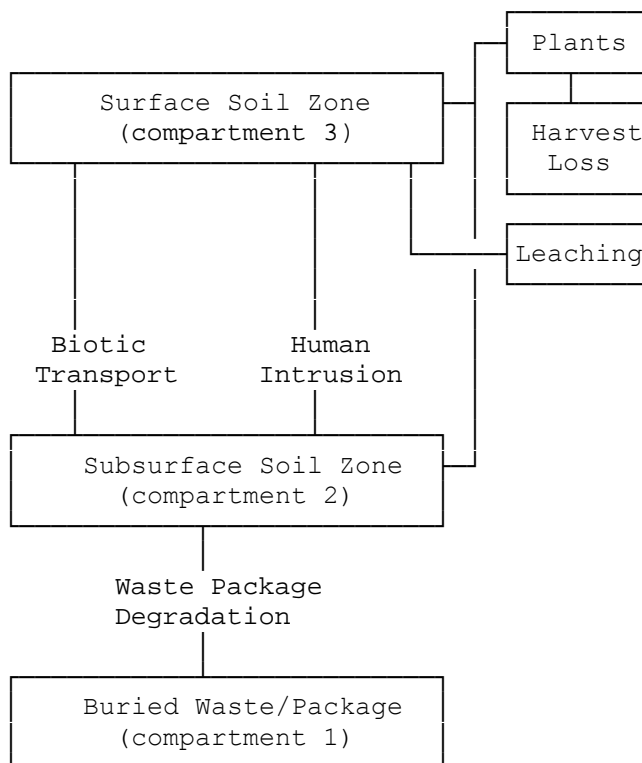 Plants
Surface Soil Zone
(compartment 3)
Harvest
Loss
Leaching
Biotic
Transport
Human
Intrusion
Subsurface Soil Zone
(compartment 2)
Waste Package
Degradation
Buried Waste/Package
(compartment 1)